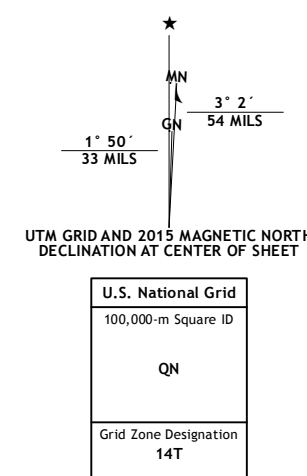 ★
MN
GN
3° 2´
54 MILS
1° 50´
33 MILS
UTM GRID AND 2015 MAGNETIC NORTH
DECLINATION AT CENTER OF SHEET
U.S. National Grid
100,000-m Square ID
QN
Grid Zone Designation
14T